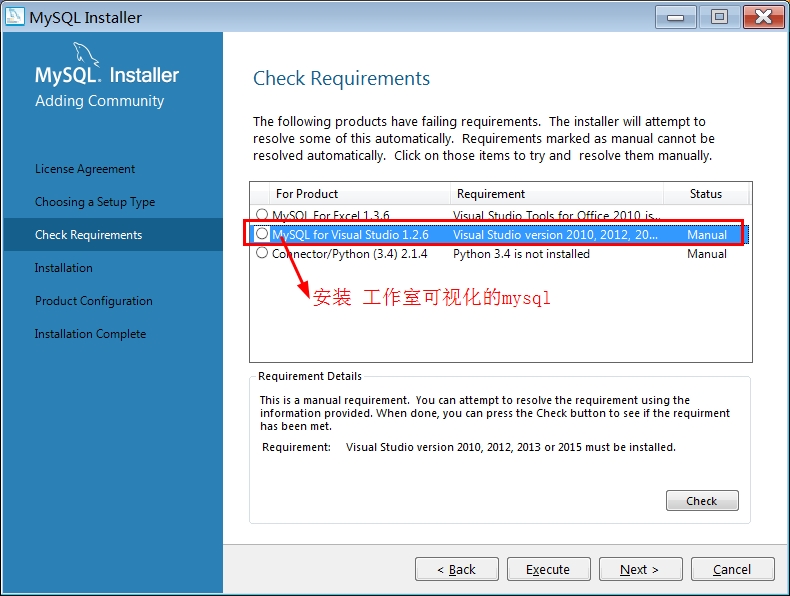 MySQL Installer
MySQL. Installer
Adding Community
License Agreement
Choosing a Setup Type
Check Requirements
Installation
Product Configuration
Installation Complete
Check Requirements
The following products have failing requirements. The installer will attempt to
resolve some of this automatically. Requirements marked as manual cannot be
resolved automatically. Click on those items to try and resolve them manually.
For Product Requirement Status
MySQL For Excel 1.3.6 Visual Studio Tools for Office 2010 is...
MySQL for Visual Studio 1.2.6 Visual Studio version 2010, 2012, 20... Manual
Connector/Python (3.4) 2.1.4 Python 3.4 is not installed Manual
安装 工作室可视化的mysql
Requirement Details
This is a manual requirement. You can attempt to resolve the requirement using the
information provided. When done, you can press the Check button to see if the requirment
has been met.
Requirement: Visual Studio version 2010, 2012, 2013 or 2015 must be installed.
Check
< Back Execute Next > Cancel